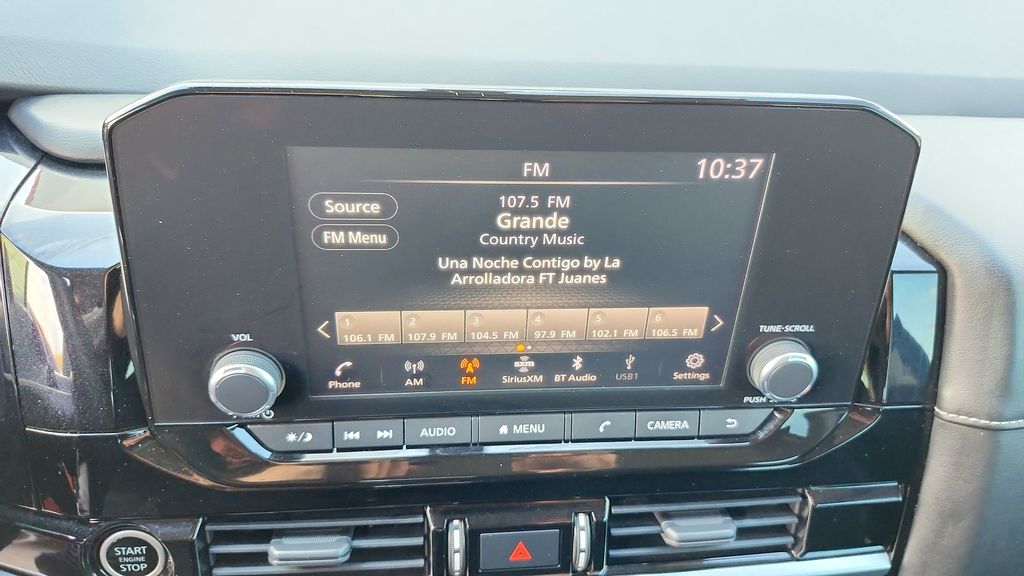 FM 10:37
Source
FM Menu
107.5 FM
Grande
Country Music
Una Noche Contigo by La
Arrolladora FT Juanes
1 2 3 4 5 6
106.1 FM 107.9 FM 104.5 FM 97.9 FM 102.1 FM 106.5 FM
VOL
TUNE·SCROLL
Phone AM FM SiriusXM BT Audio USB1 Settings
sxm
PUSH
AUDIO MENU CAMERA
START
ENGINE
STOP